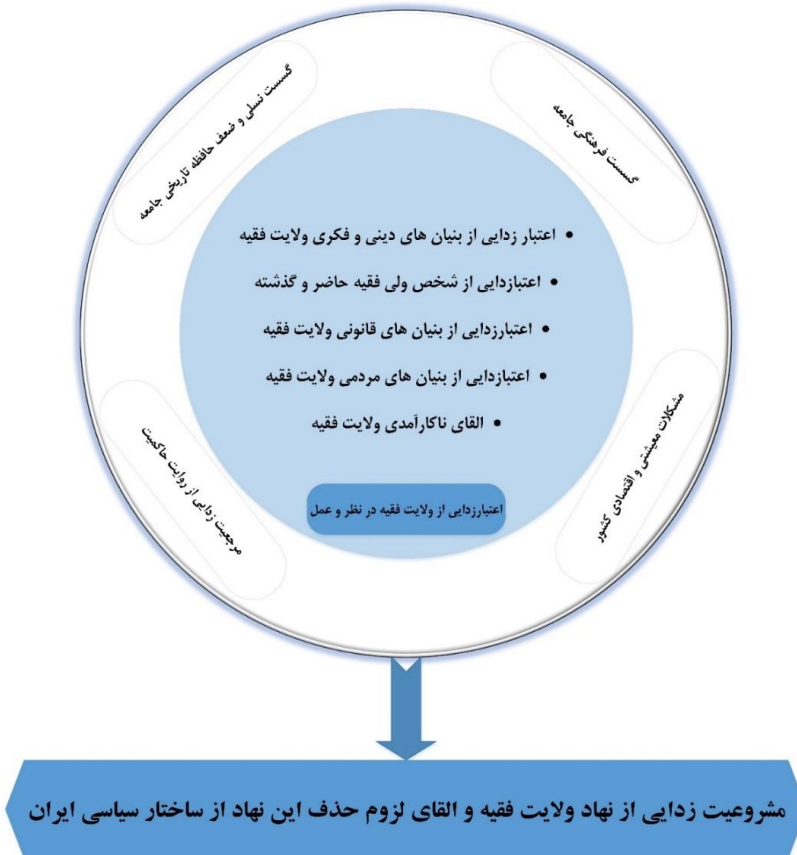 گسست نسلی و ضعف حافظه تاریخی جامعه
گسست فرهنگی جامعه
• اعتبار زدایی از بنیان های دینی و فکری ولایت فقیه
• اعتبازدایی از شخص ولی فقیه حاضر و گذشته
• اعتبارزدایی از بنیان های قانونی ولایت فقیه
• اعتبازدایی از بنیان های مردمی ولایت فقیه
• القای ناکارآمدی ولایت فقیه
مرجعیت زدایی از روایت حاکمیت
مشکلات معیشتی و اقتصادی کشور
اعتبارزدایی از ولایت فقیه در نظر و عمل
مشروعیت زدایی از نهاد ولایت فقیه و القای لزوم حذف این نهاد از ساختار سیاسی ایران